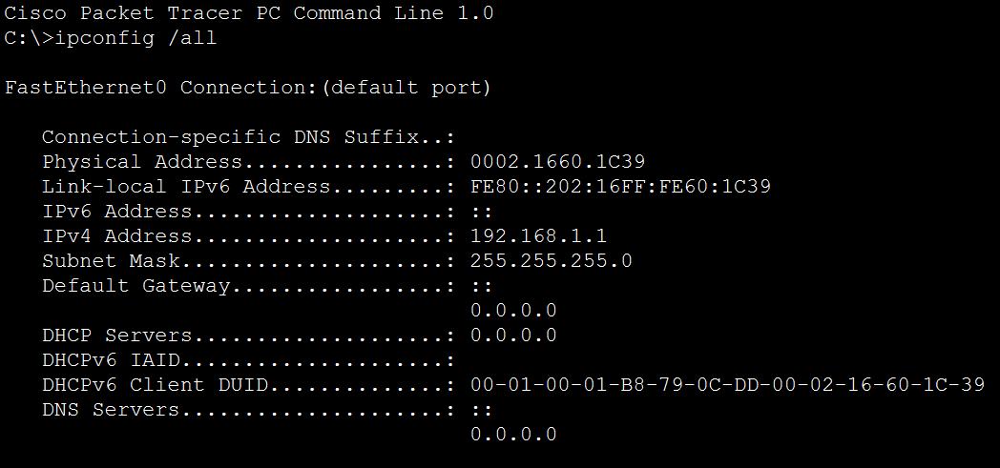 Cisco Packet Tracer PC Command Line 1.0
C:\>ipconfig /all
FastEthernet0 Connection:(default port)
Connection-specific DNS Suffix..:
Physical Address................: 0002.1660.1C39
Link-local IPv6 Address.........: FE80::202:16FF:FE60:1C39
IPv6 Address....................: ::
IPv4 Address....................: 192.168.1.1
Subnet Mask.....................: 255.255.255.0
Default Gateway.................: ::
0.0.0.0
DHCP Servers....................: 0.0.0.0
DHCPv6 IAID.....................:
DHCPv6 Client DUID..............: 00-01-00-01-B8-79-0C-DD-00-02-16-60-1C-39
DNS Servers.....................: ::
0.0.0.0